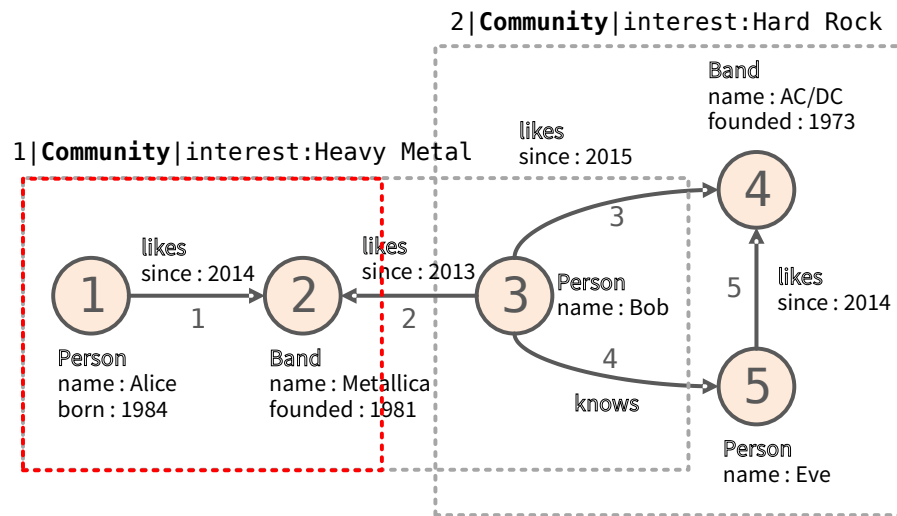 2|Community|interest:Hard Rock
Band
name : AC/DC
founded : 1973
likes
since : 2015
1|Community|interest:Heavy Metal
4
3
likes
since : 2014
likes
since : 2013
1
2
3
1
2
Person
name : Bob
5
likes
since : 2014
Person
name : Alice
born : 1984
Band
name : Metallica
founded : 1981
4
knows
5
Person
name : Eve